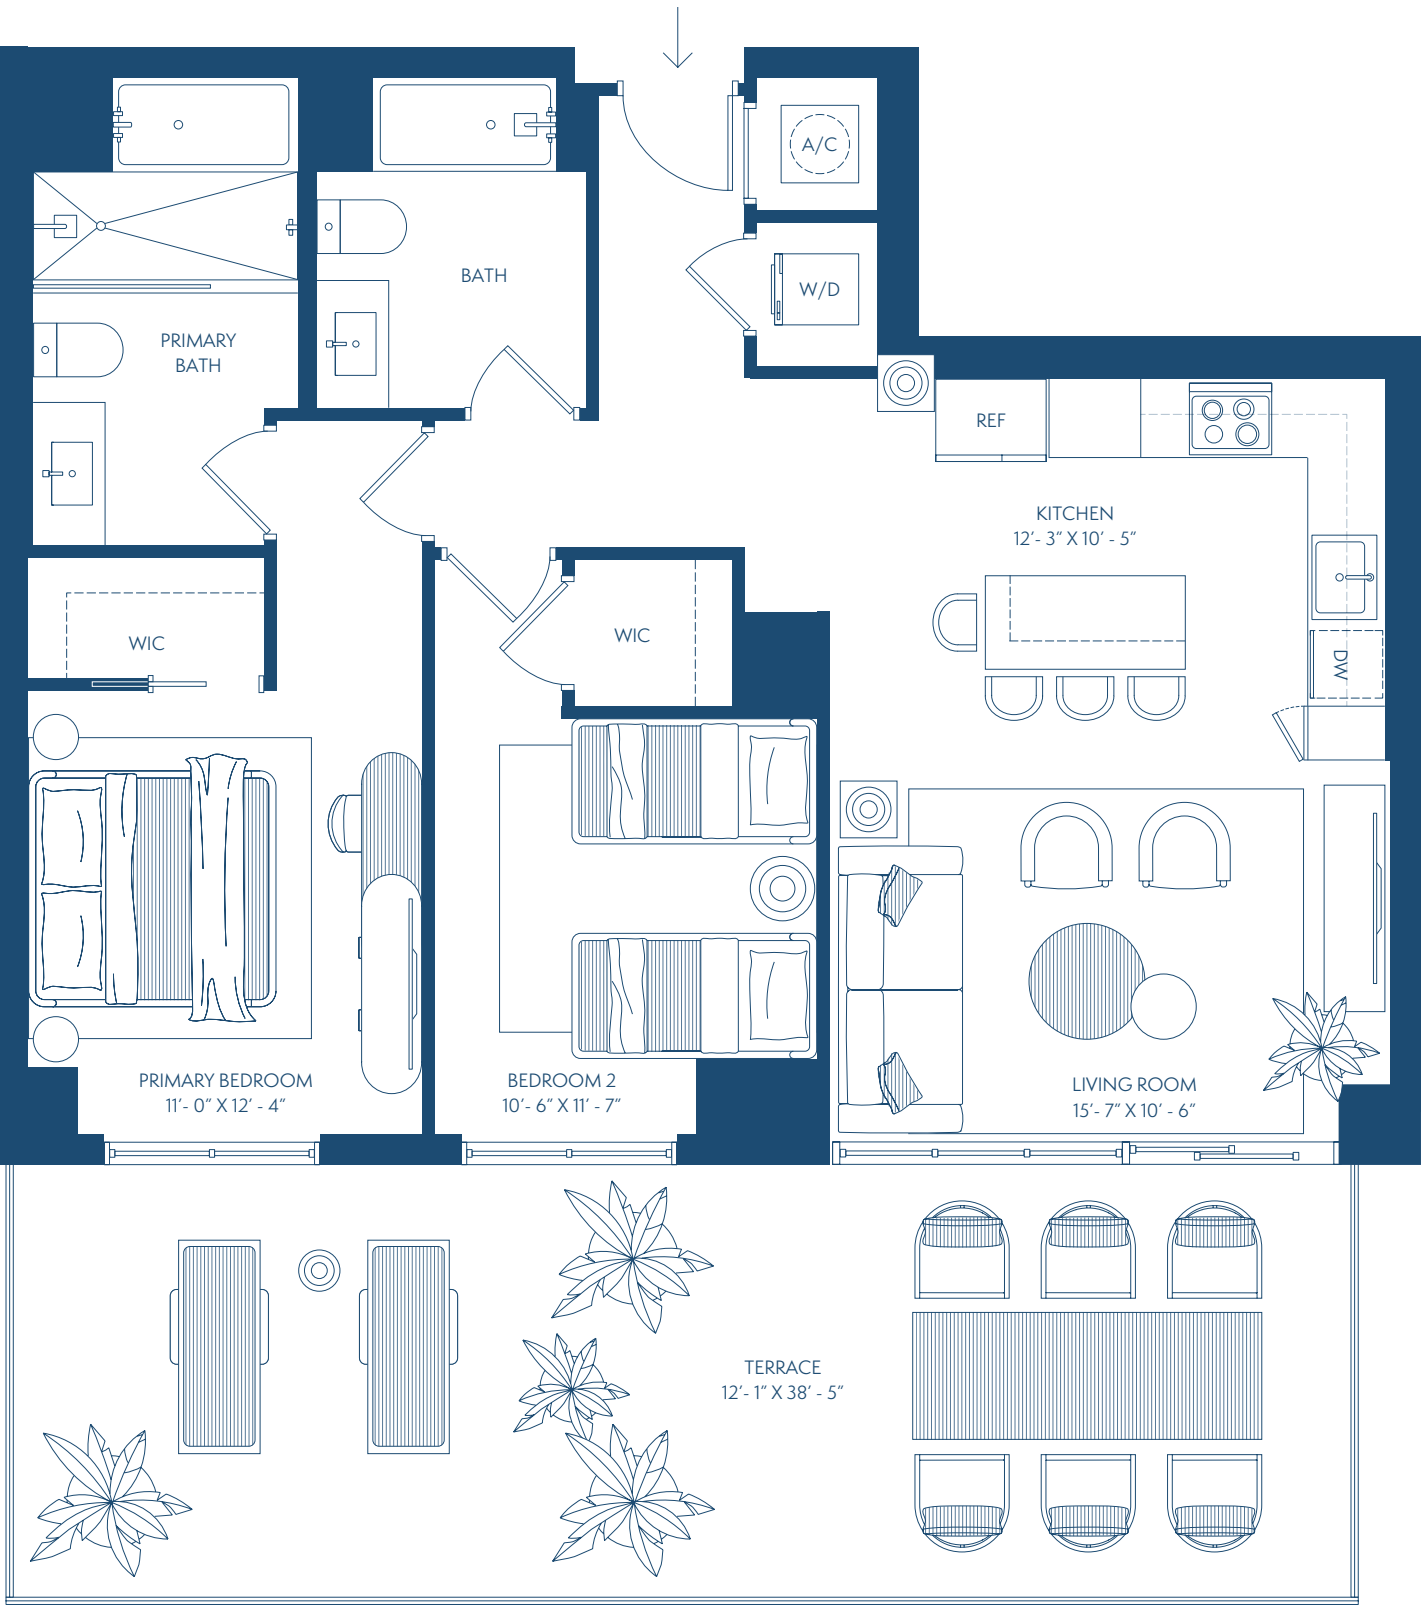 A/C
BATH
W/D
PRIMARY
BATH
REF
KITCHEN
12’- 3” X 10’ - 5”
WIC
WIC
DW
PRIMARY BEDROOM
11’- 0” X 12’ - 4”
BEDROOM 2
10’- 6” X 11’ - 7”
LIVING ROOM
15’- 7” X 10’ - 6”
TERRACE
12’- 1” X 38’ - 5”